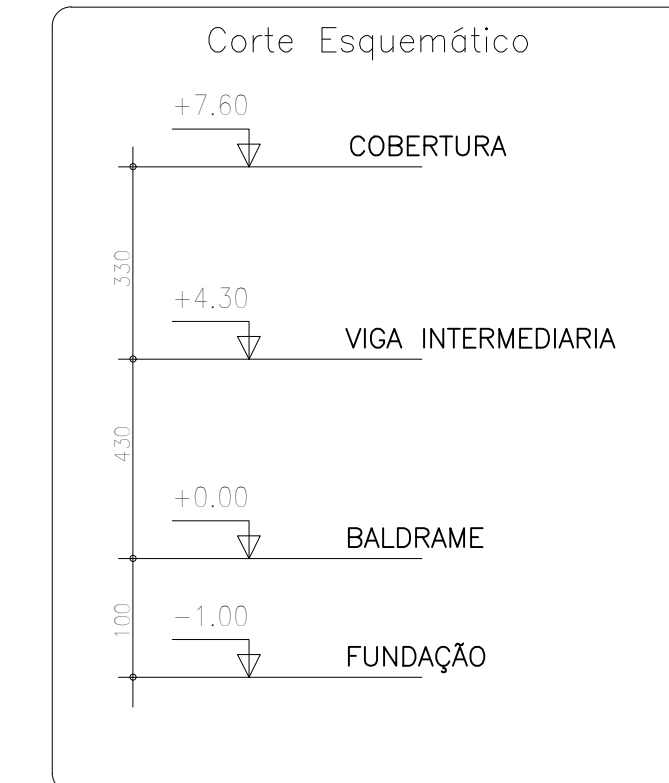 Corte Esquemático
+7.60
COBERTURA
330
+4.30
VIGA INTERMEDIARIA
430
+0.00
BALDRAME
100
-1.00
FUNDAÇÃO